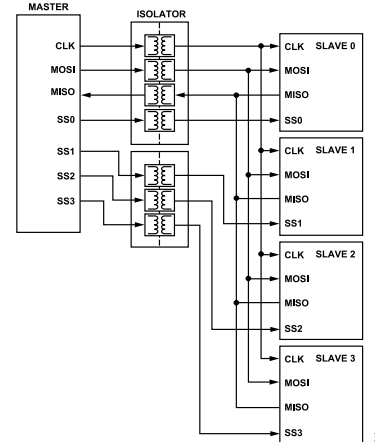 MASTER
ISOLATOR
CLK
MOSI
MISO
SS0
SS1
SS2
SS3
CLK SLAVE 0
MOSI
MISO
SS0
CLK SLAVE 1
MOSI
MISO
SS1
CLK SLAVE 2
MOSI
MISO
SS2
CLK SLAVE 3
MOSI
MISO
SS3